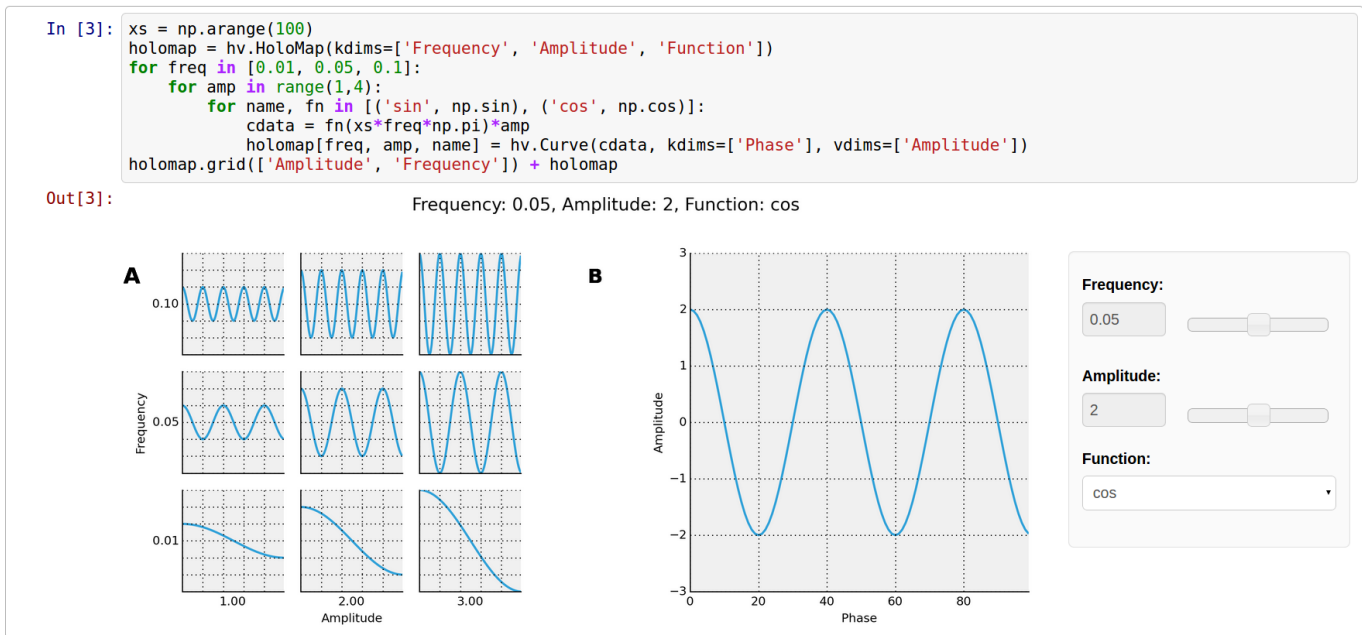 In [3]:
xs = np.arange(100)
holomap = hv.HoloMap(kdims=['Frequency', 'Amplitude', 'Function'])
for freq in [0.01, 0.05, 0.1]:
    for amp in range(1,4):
        for name, fn in [('sin', np.sin), ('cos', np.cos)]:
            cdata = fn(xs*freq*np.pi)*amp
            holomap[freq, amp, name] = hv.Curve(cdata, kdims=['Phase'], vdims=['Amplitude'])
holomap.grid(['Amplitude', 'Frequency']) + holomap
Out[3]:
Frequency: 0.05, Amplitude: 2, Function: cos
A
0.10
0.05
0.01
Frequency
1.00 2.00 3.00
Amplitude
B
3
2
1
0
−1
−2
−3
Amplitude
0 20 40 60 80
Phase
Frequency:
0.05
Amplitude:
2
Function:
cos